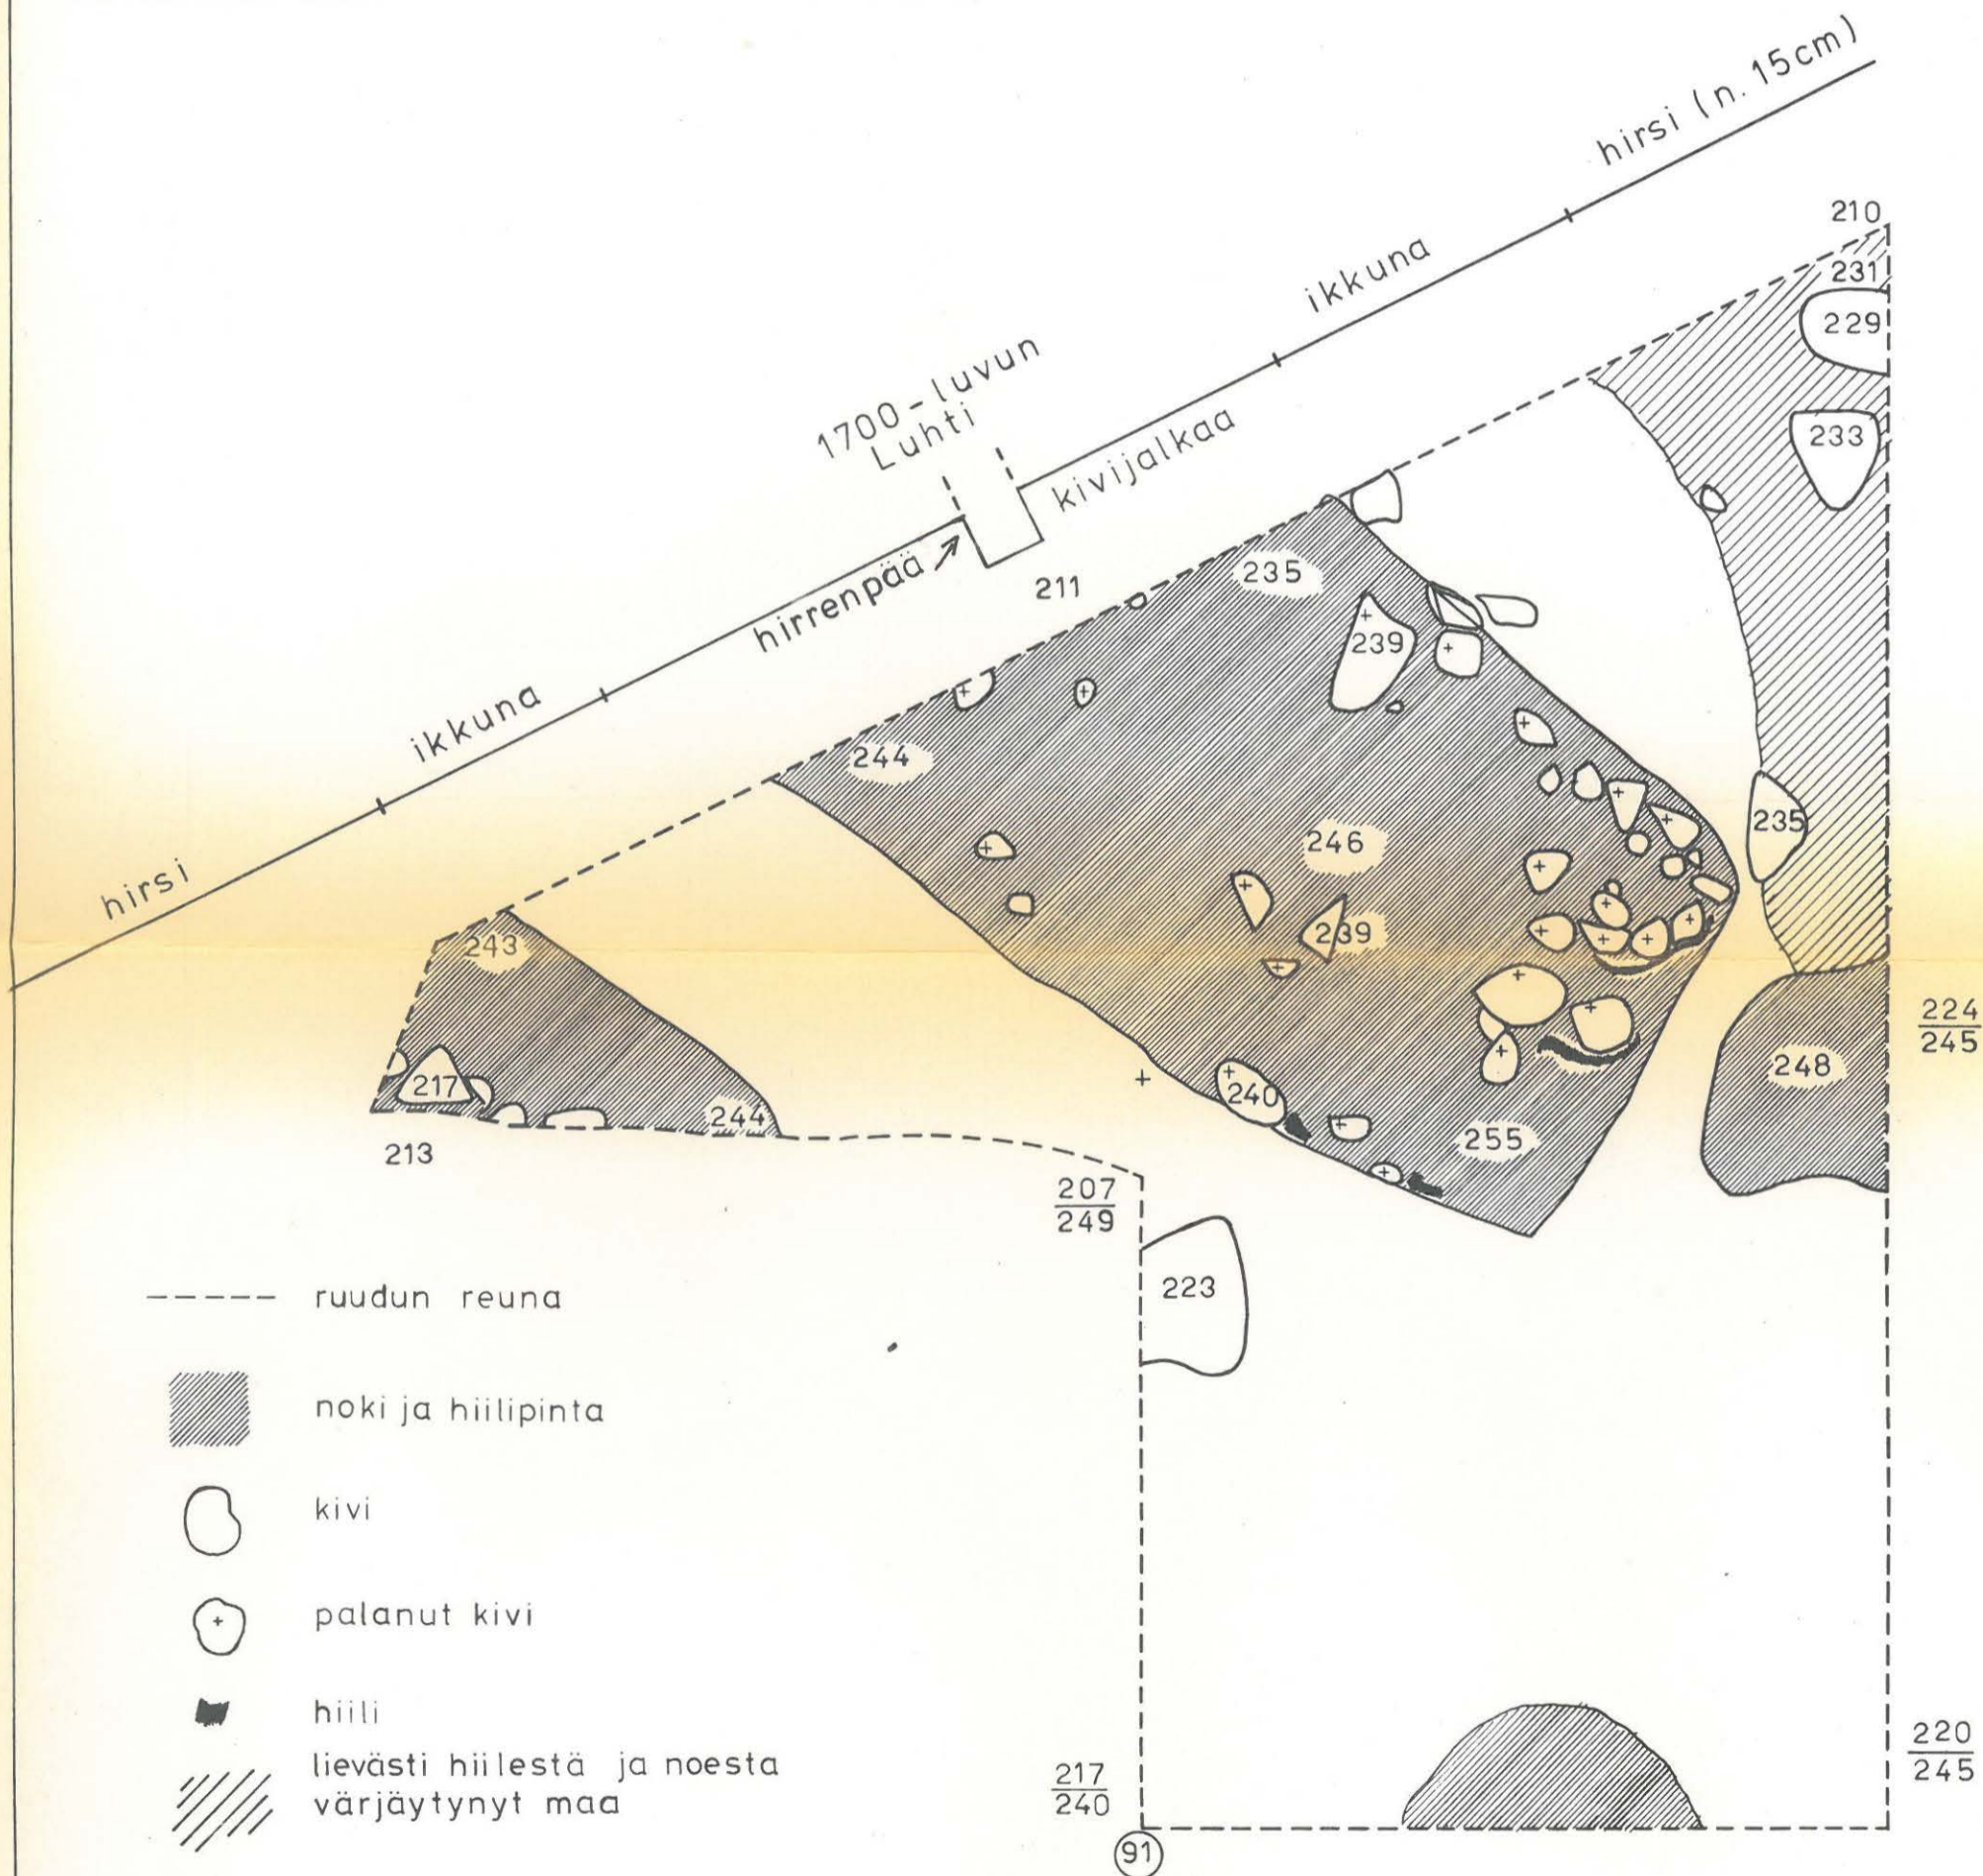 hirsi (n. 15cm)
ikkuna
210
231
229
1700-luvun
Luhti
kivijalkaa
233
hirrenpää
211
235
239
ikkuna
244
246
235
hirsi
243
239
224
245
248
217
240
244
255
213
207
249
223
ruudun reuna
noki ja hiilipinta
kivi
palanut kivi
hiili
lievästi hiilestä ja noesta
värjäytynyt maa
220
245
217
240
91